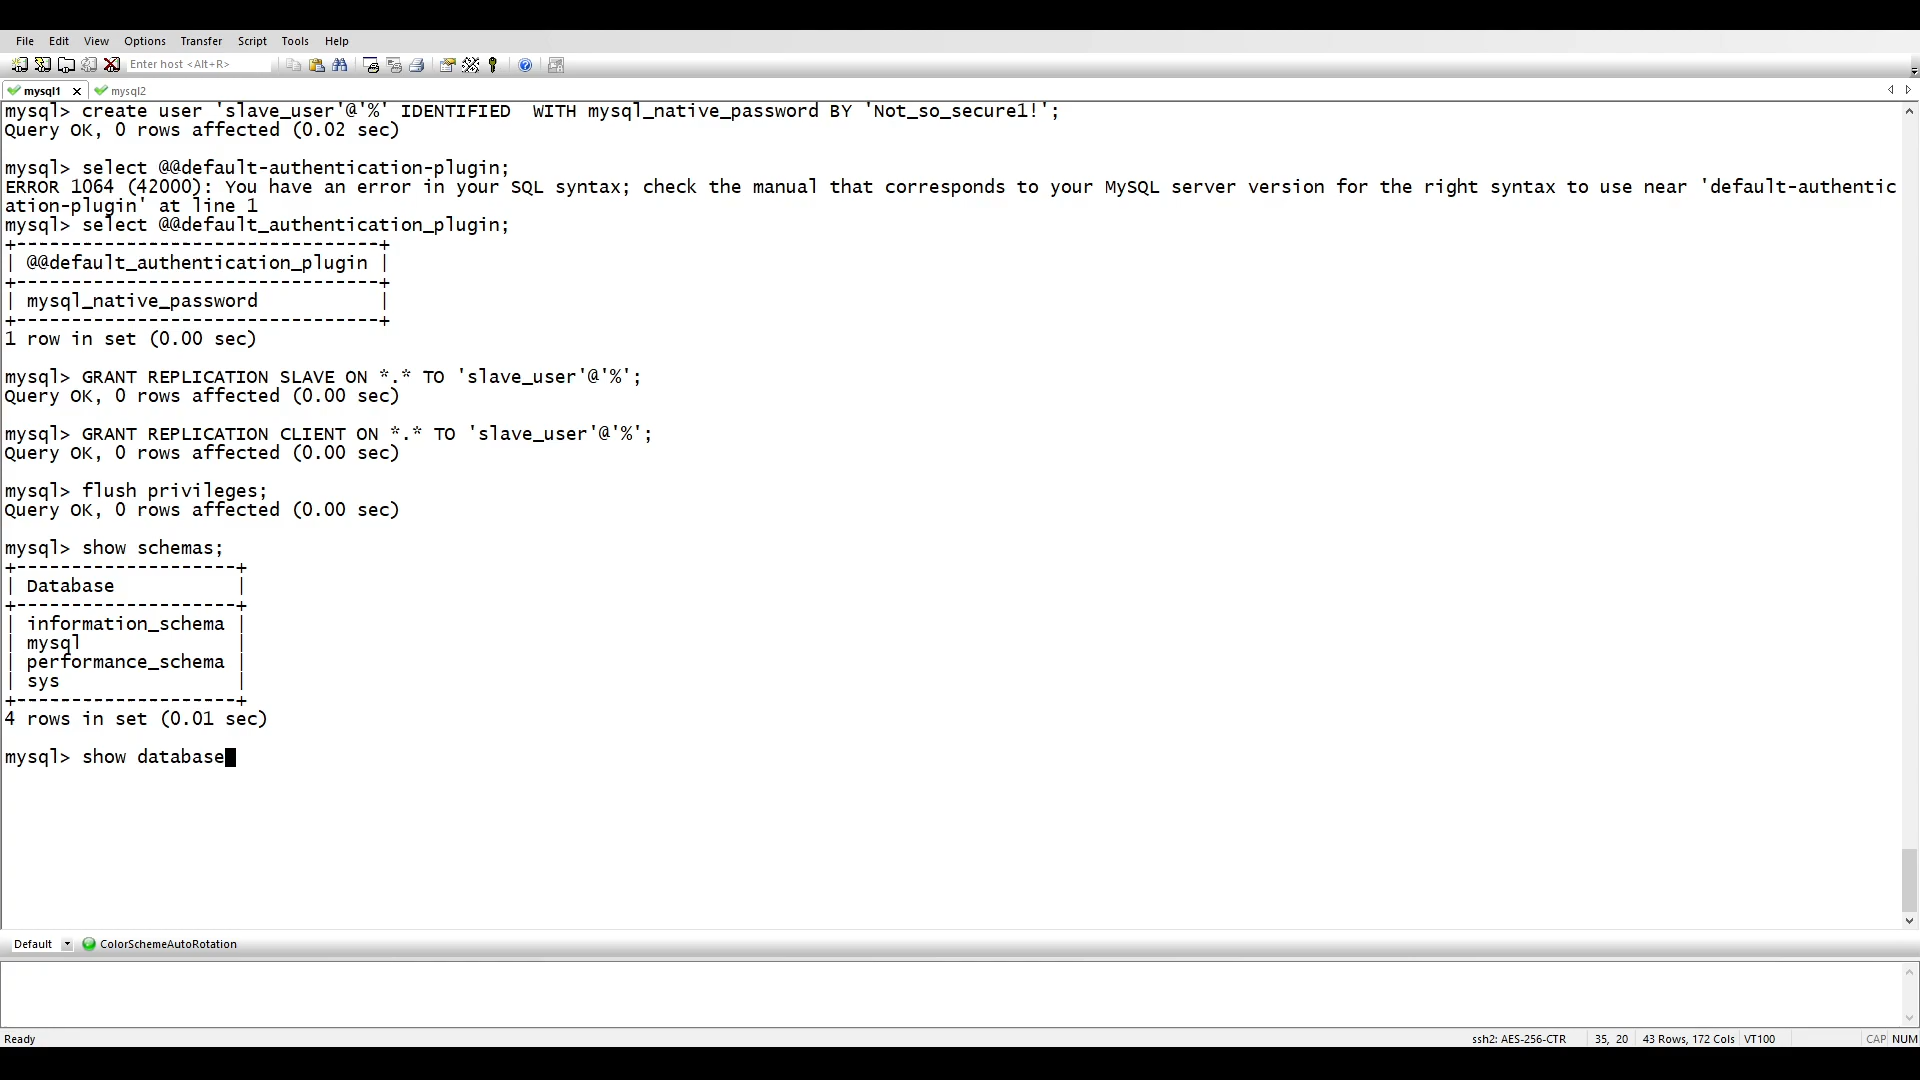 File Edit View Options Transfer Script Tools Help
Enter host <Alt+R>
mysql1 mysql2
mysql> create user 'slave_user'@'%' IDENTIFIED  WITH mysql_native_password BY 'Not_so_secure1!';
Query OK, 0 rows affected (0.02 sec)
mysql> select @@default-authentication-plugin;
ERROR 1064 (42000): You have an error in your SQL syntax; check the manual that corresponds to your MySQL server version for the right syntax to use near 'default-authentic
ation-plugin' at line 1
mysql> select @@default_authentication_plugin;
+---------------------------------+
| @@default_authentication_plugin |
+---------------------------------+
| mysql_native_password           |
+---------------------------------+
1 row in set (0.00 sec)
mysql> GRANT REPLICATION SLAVE ON *.* TO 'slave_user'@'%';
Query OK, 0 rows affected (0.00 sec)
mysql> GRANT REPLICATION CLIENT ON *.* TO 'slave_user'@'%';
Query OK, 0 rows affected (0.00 sec)
mysql> flush privileges;
Query OK, 0 rows affected (0.00 sec)
mysql> show schemas;
+--------------------+
| Database           |
+--------------------+
| information_schema |
| mysql              |
| performance_schema |
| sys                |
+--------------------+
4 rows in set (0.01 sec)
mysql> show database
Default ColorSchemeAutoRotation
Ready ssh2: AES-256-CTR 35, 20 43 Rows, 172 Cols VT100 CAP NUM